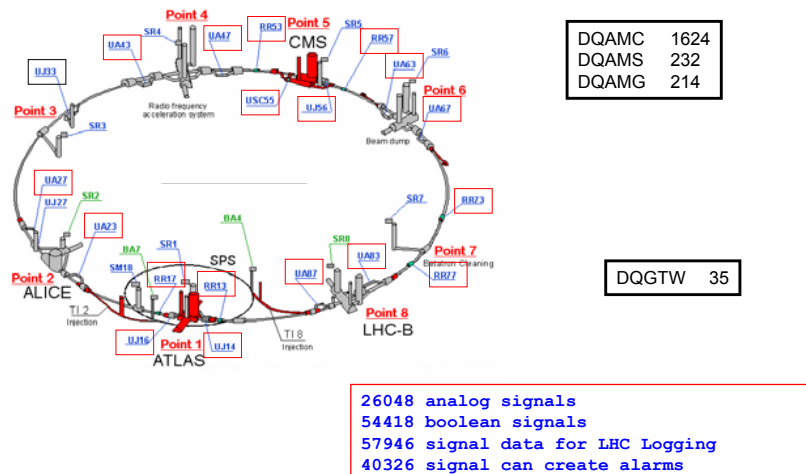 Point 4
Point 5
CMS
SR4
UA43
UA47
RR53
SR5
RR57
SR6
UA63
UJ33
Point 3
SR3
Radio frequency
acceleration system
USC55
UJ56
Point 6
UA67
Beam dump
UA27
UJ27
SR2
UA23
Point 2
ALICE
BA7
SM18
SR1
SPS
RR17
RR13
BA4
SR8
UA87
UA83
SR7
RR73
Point 7
Betatron Cleaning
RR77
TI 2
Injection
UJ16
Point 1
UJ14
ATLAS
TI 8
Injection
Point 8
LHC-B
DQAMC 1624
DQAMS 232
DQAMG 214
DQGTW 35
26048 analog signals
54418 boolean signals
57946 signal data for LHC Logging
40326 signal can create alarms